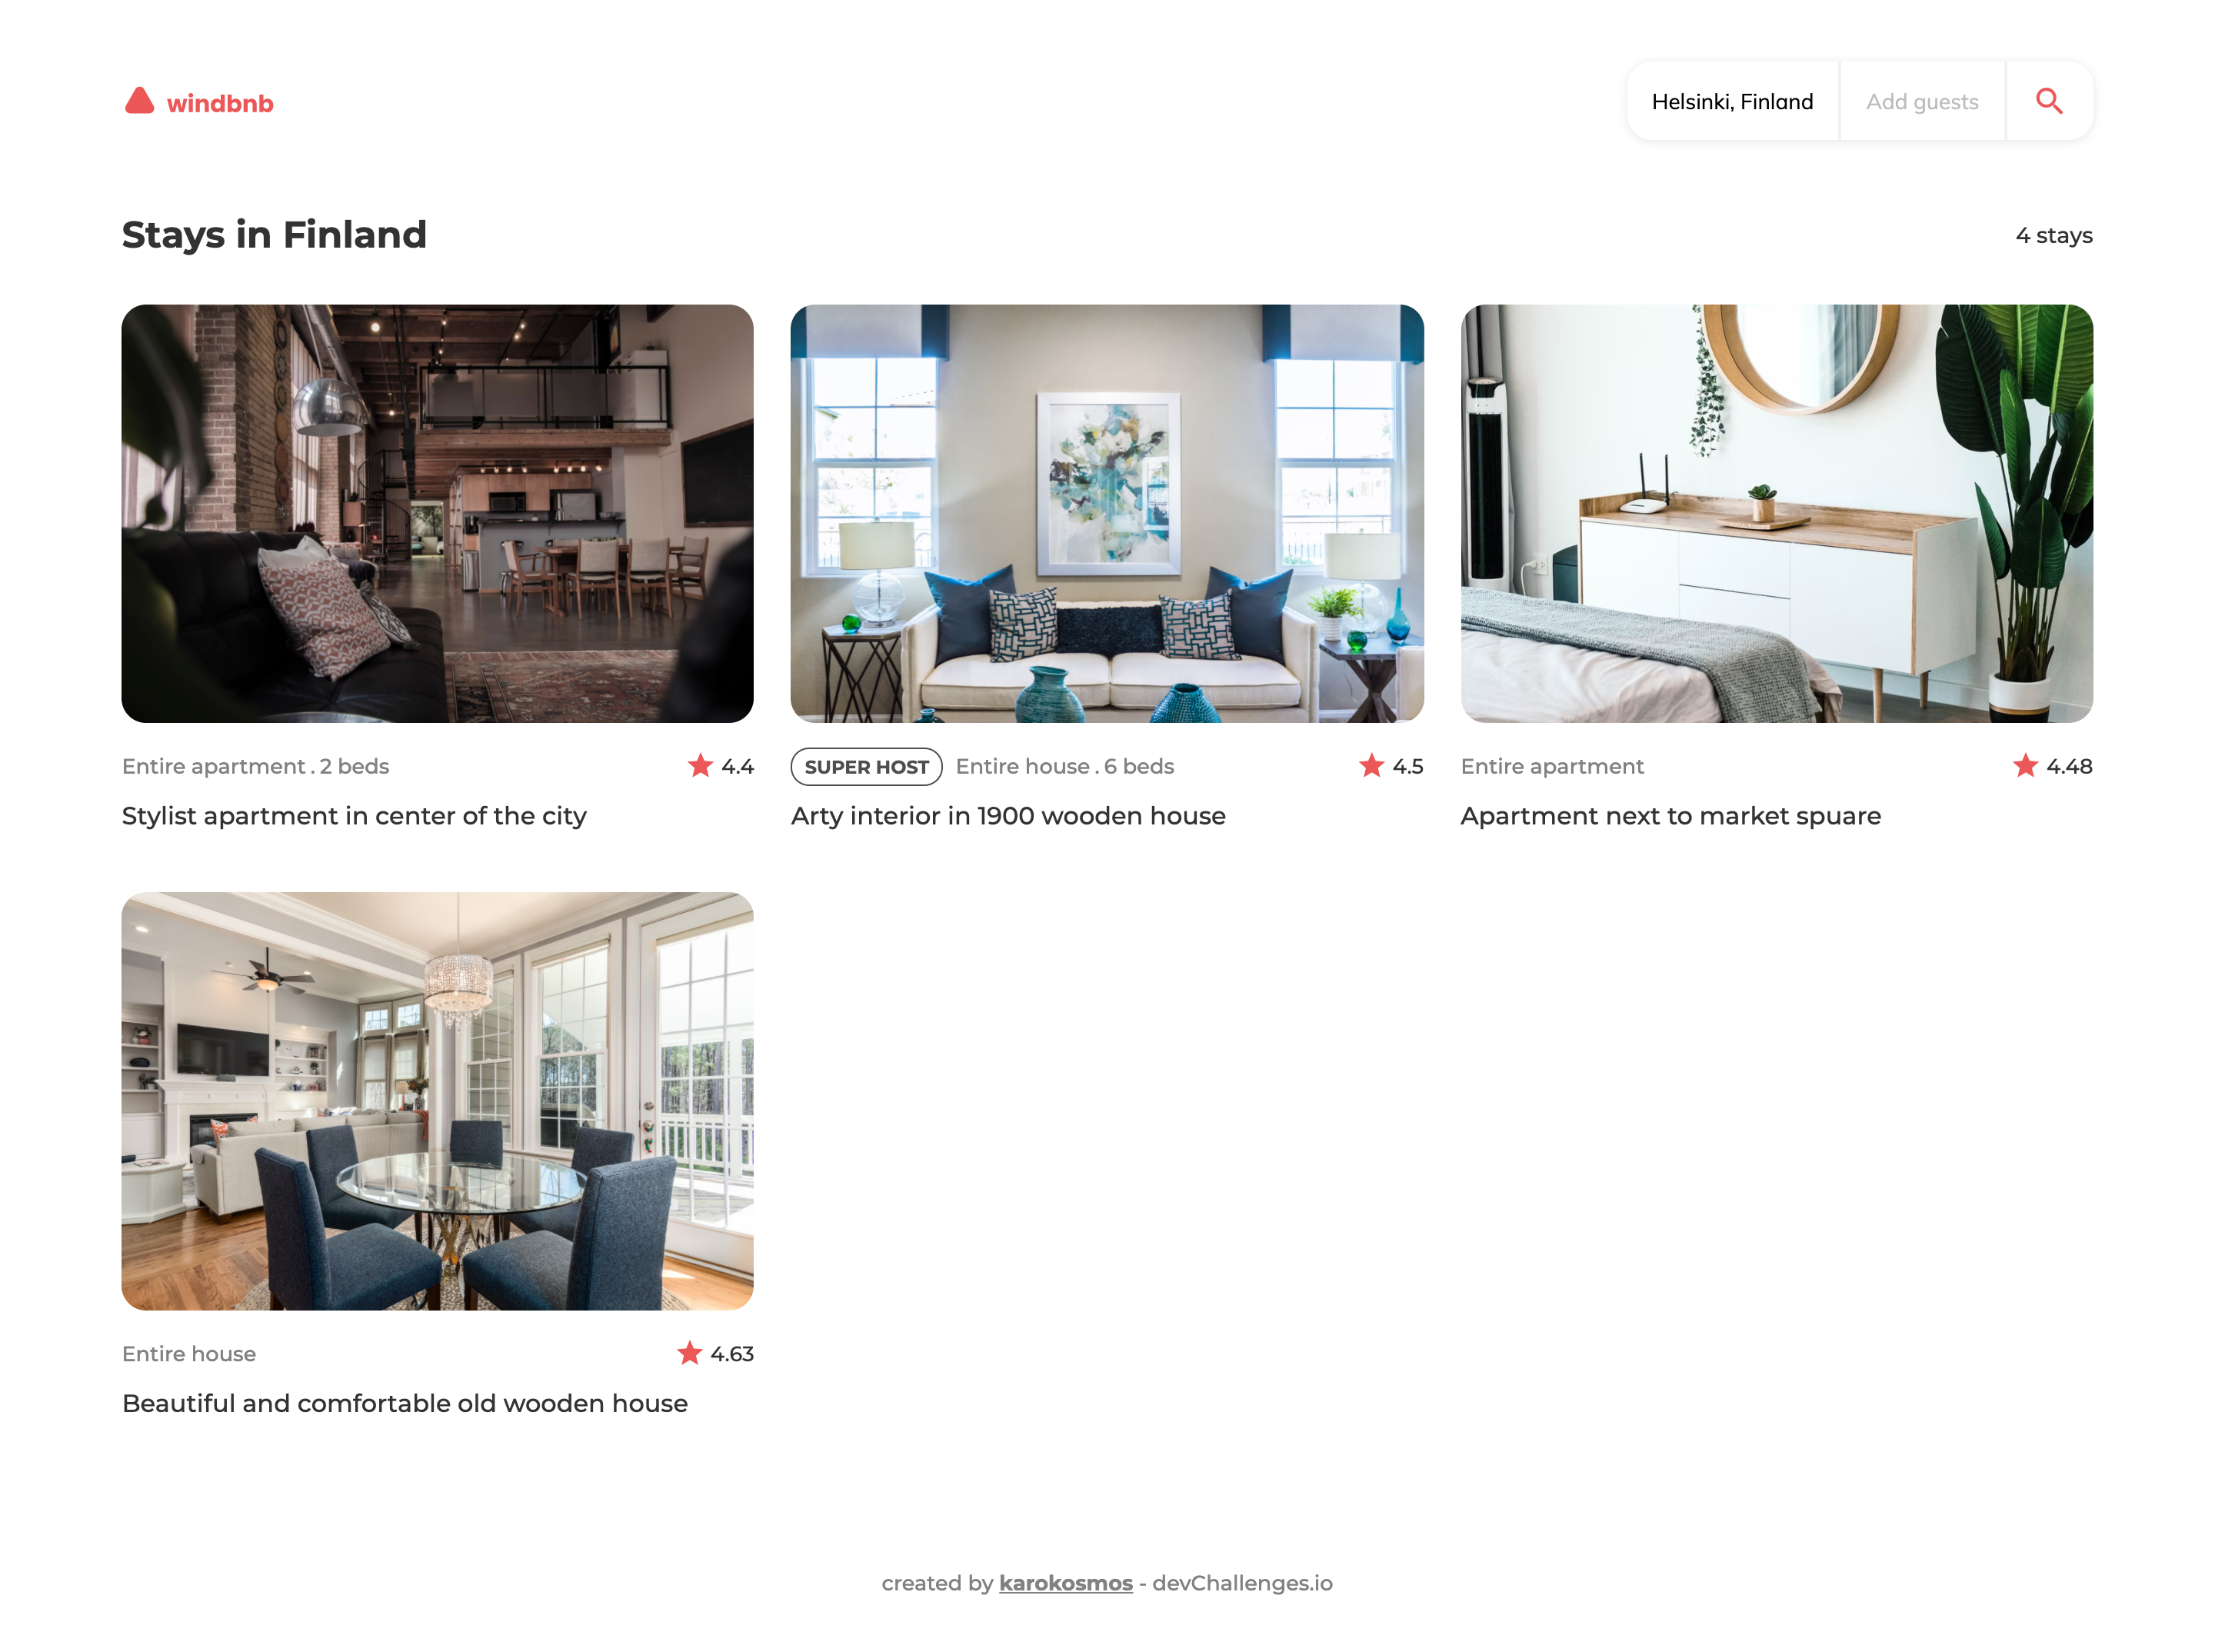 windbnb
Helsinki, Finland
Add guests
Stays in Finland
4 stays
Entire apartment . 2 beds
4.4
Stylist apartment in center of the city
SUPER HOST
Entire house . 6 beds
4.5
Arty interior in 1900 wooden house
Entire apartment
4.48
Apartment next to market spuare
Entire house
4.63
Beautiful and comfortable old wooden house
created by karokosmos - devChallenges.io